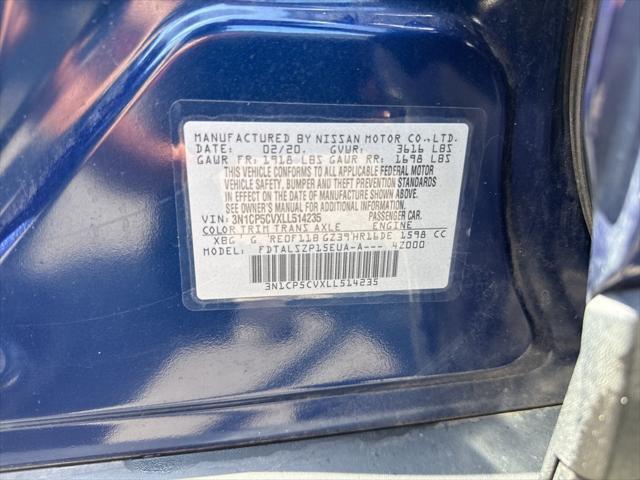 MANUFACTURED BY NISSAN MOTOR CO.,LTD.
DATE: 02/20. GVWR: 3616 LBS
GAWR FR: 1918 LBS GAWR RR: 1698 LBS
THIS VEHICLE CONFORMS TO ALL APPLICABLE FEDERAL MOTOR
VEHICLE SAFETY, BUMPER AND THEFT PREVENTION STANDARDS
IN EFFECT ON THE DATE OF MANUFACTURE SHOWN ABOVE.
SEE OWNER'S MANUAL FOR ADDITIONAL INFORMATION.
VIN: 3N1CP5CVXLL514235 PASSENGER CAR.
COLOR TRIM TRANS AXLE ENGINE
XBG G RE0F11B GZ39 HR16DE 1598 CC
MODEL: FDTALSZP15EUA-A--- 4Z000
3N1CP5CVXLL514235